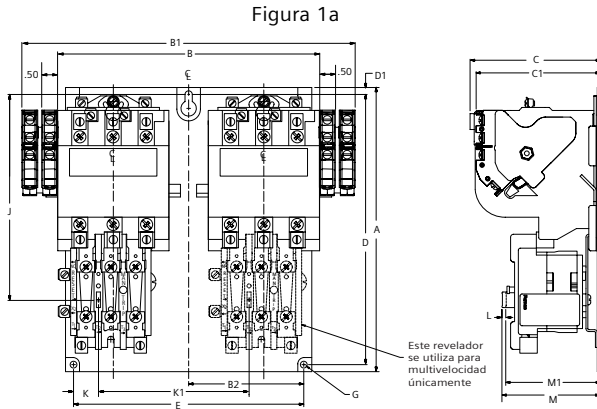 Figura 1a
B1
B
.50
.50
C
C1
D1
A
D
J
K
K1
B2
E
G
L
M1
M
Este revelador
se utiliza para
multivelocidad
únicamente